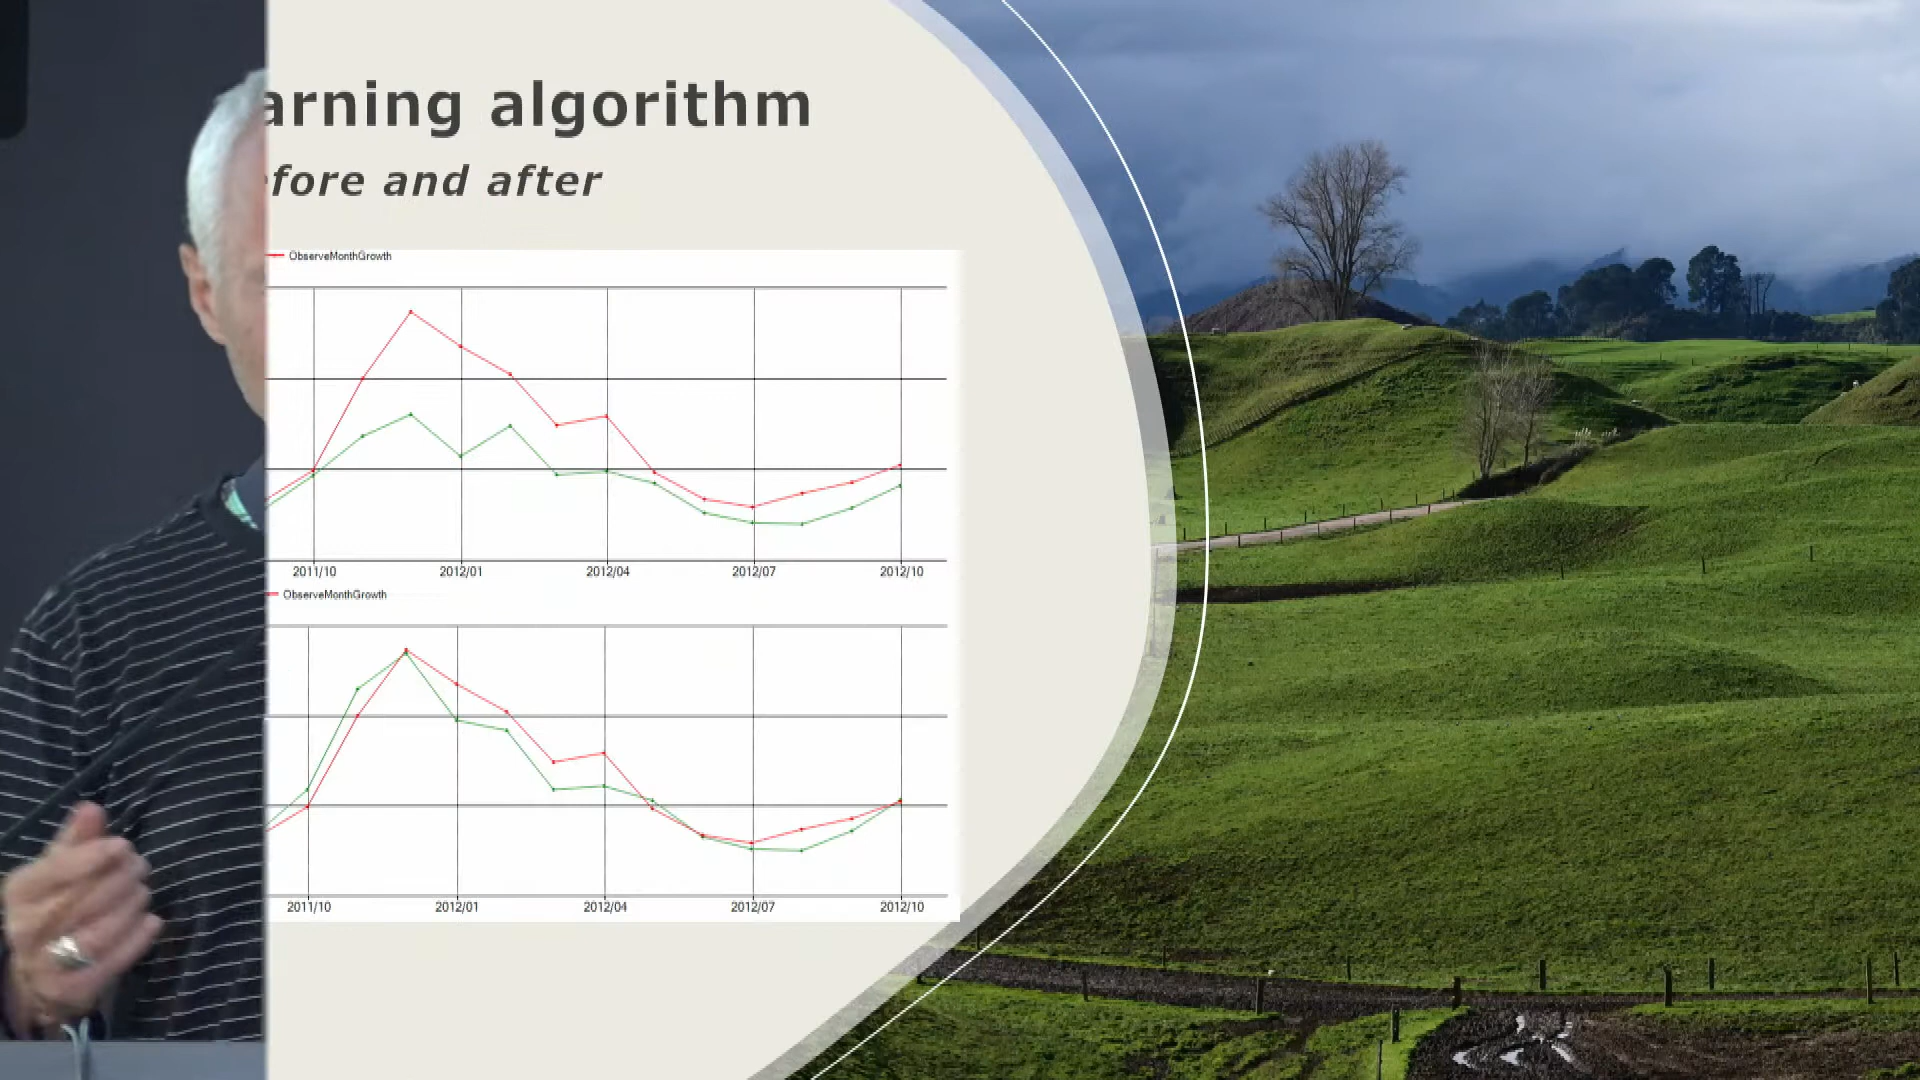 arning algorithm
fore and after
ObserveMonthGrowth
2011/10 2012/01 2012/04 2012/07 2012/10
ObserveMonthGrowth
2011/10 2012/01 2012/04 2012/07 2012/10